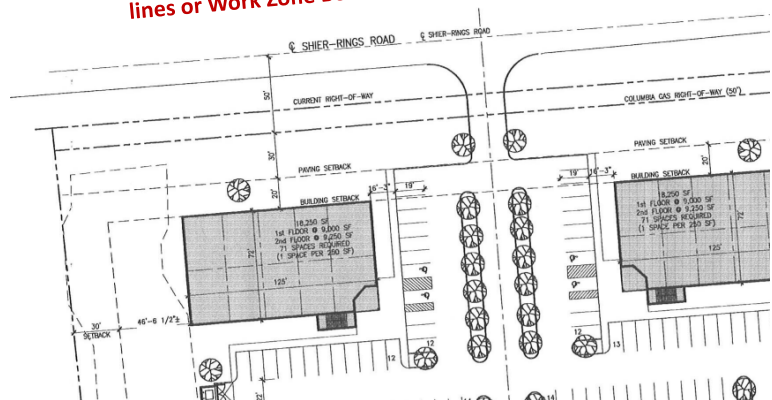 lines or Work Zone
℄ SHIER-RINGS ROAD
℄ SHIER-RINGS ROAD
50'
CURRENT RIGHT-OF-WAY
COLUMBIA GAS RIGHT-OF-WAY (50')
30'
PAVING SETBACK
PAVING SETBACK
20'
20'
BUILDING SETBACK
16'-3"
19'
19'
16'-3"
BUILDING SETBACK
18,250 SF
1st FLOOR @ 9,000 SF
2nd FLOOR @ 9,250 SF
71 SPACES REQUIRED
(1 SPACE PER 260 SF)
72'
125'
18,250 SF
1st FLOOR @ 9,000 SF
2nd FLOOR @ 9,250 SF
71 SPACES REQUIRED
(1 SPACE PER 260 SF)
72'
125'
30'
SETBACK
46'-6 1/2"±
12
12
12
13
14